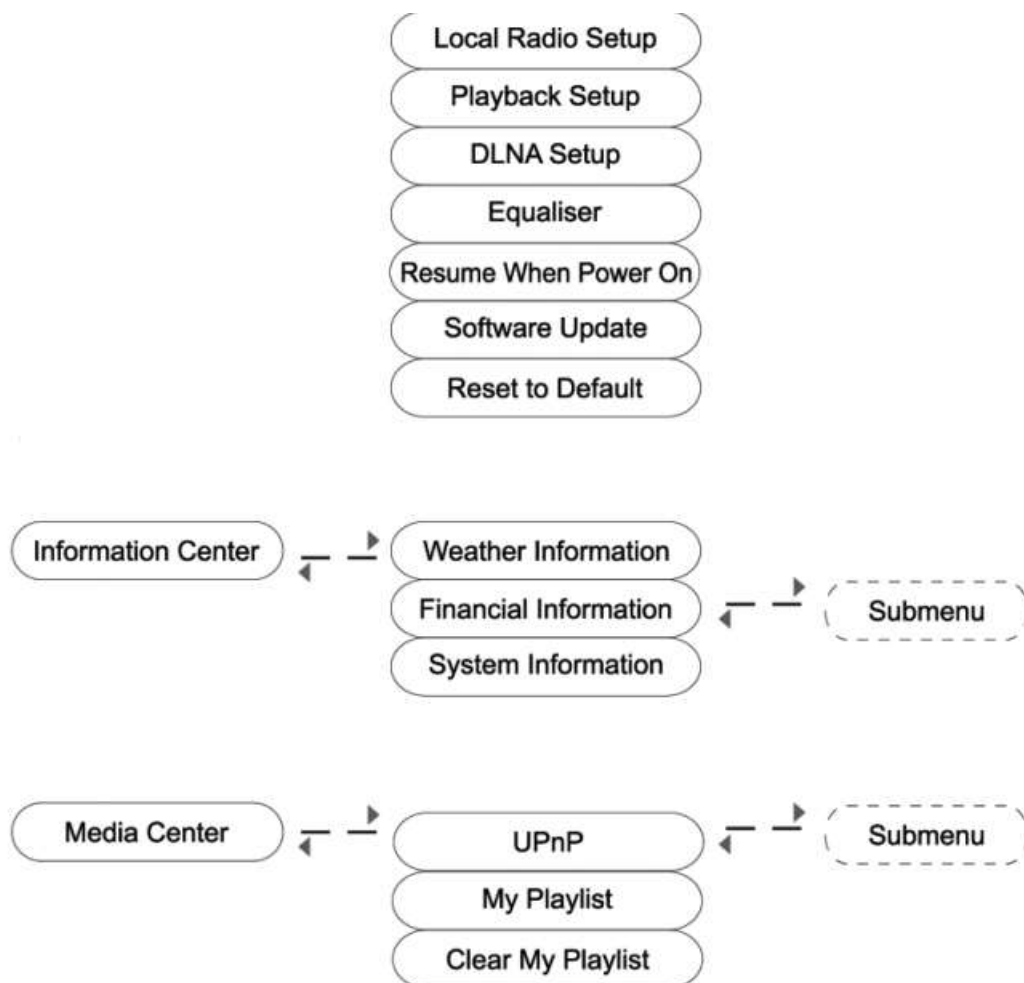 Local Radio Setup
Playback Setup
DLNA Setup
Equaliser
Resume When Power On
Software Update
Reset to Default
Information Center
Weather Information
Financial Information
Submenu
System Information
Media Center
UPnP
Submenu
My Playlist
Clear My Playlist